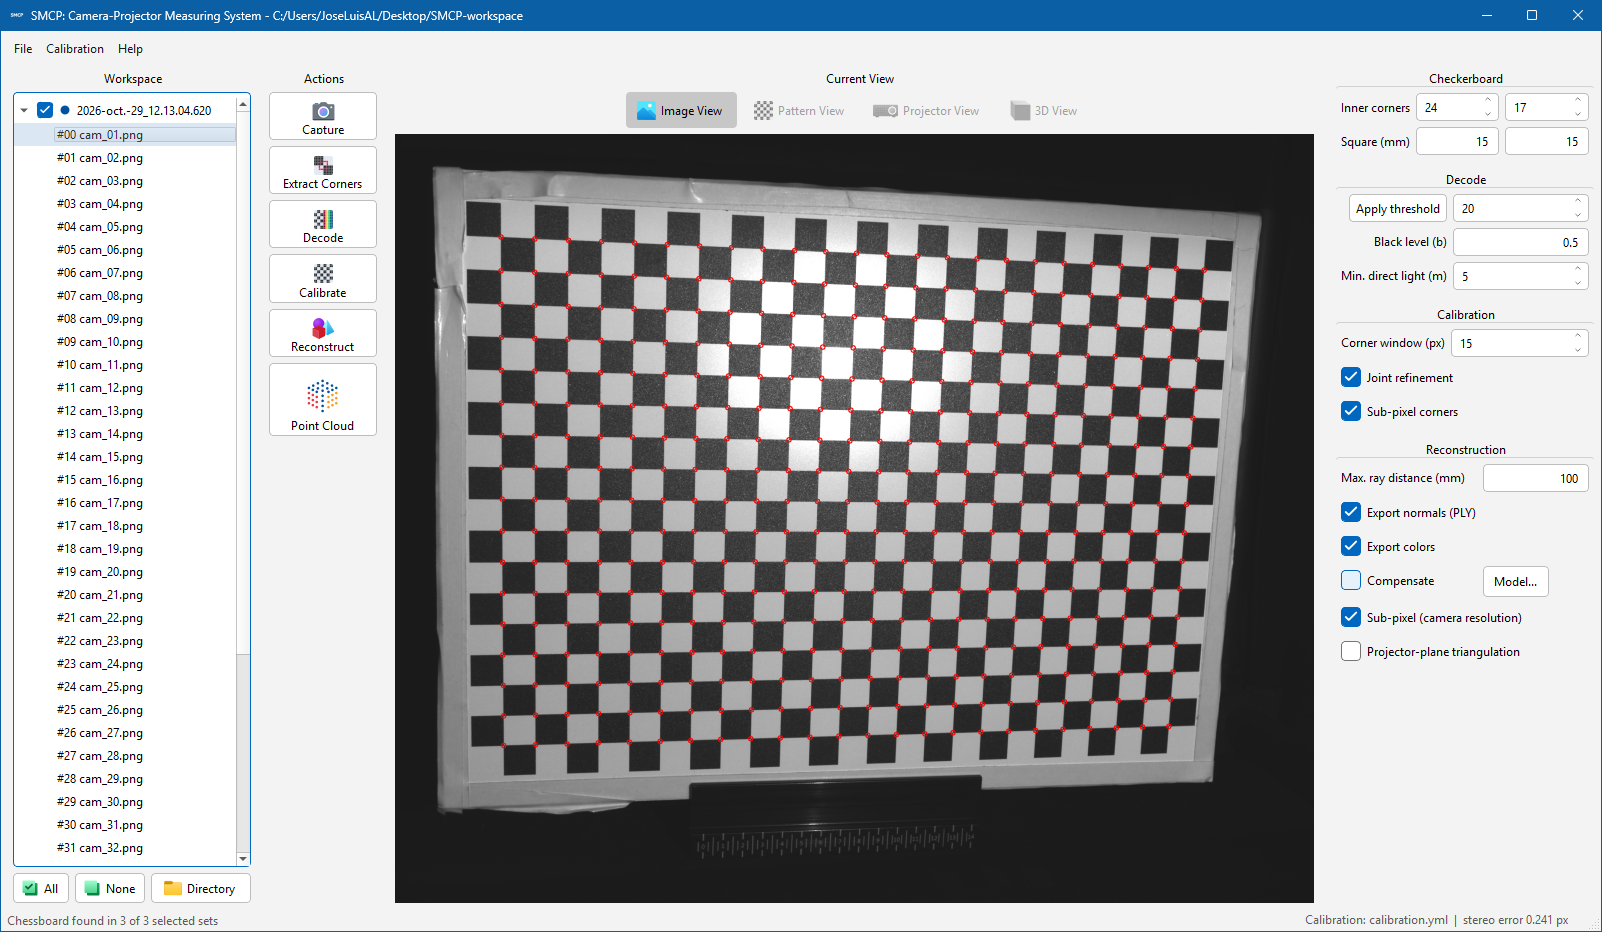 SMCP SMCP: Camera-Projector Measuring System - C:/Users/JoseLuisAL/Desktop/SMCP-workspace
File Calibration Help
Workspace
2026-oct.-29_12.13.04.620
#00 cam_01.png
#01 cam_02.png
#02 cam_03.png
#03 cam_04.png
#04 cam_05.png
#05 cam_06.png
#06 cam_07.png
#07 cam_08.png
#08 cam_09.png
#09 cam_10.png
#10 cam_11.png
#11 cam_12.png
#12 cam_13.png
#13 cam_14.png
#14 cam_15.png
#15 cam_16.png
#16 cam_17.png
#17 cam_18.png
#18 cam_19.png
#19 cam_20.png
#20 cam_21.png
#21 cam_22.png
#22 cam_23.png
#23 cam_24.png
#24 cam_25.png
#25 cam_26.png
#26 cam_27.png
#27 cam_28.png
#28 cam_29.png
#29 cam_30.png
#30 cam_31.png
#31 cam_32.png
All None Directory
Actions
Capture
Extract Corners
Decode
Calibrate
Reconstruct
Point Cloud
Current View
Image View Pattern View Projector View 3D View
Checkerboard
Inner corners 24 17
Square (mm) 15 15
Decode
Apply threshold 20
Black level (b) 0.5
Min. direct light (m) 5
Calibration
Corner window (px) 15
Joint refinement
Sub-pixel corners
Reconstruction
Max. ray distance (mm) 100
Export normals (PLY)
Export colors
Compensate Model...
Sub-pixel (camera resolution)
Projector-plane triangulation
Chessboard found in 3 of 3 selected sets
Calibration: calibration.yml | stereo error 0.241 px